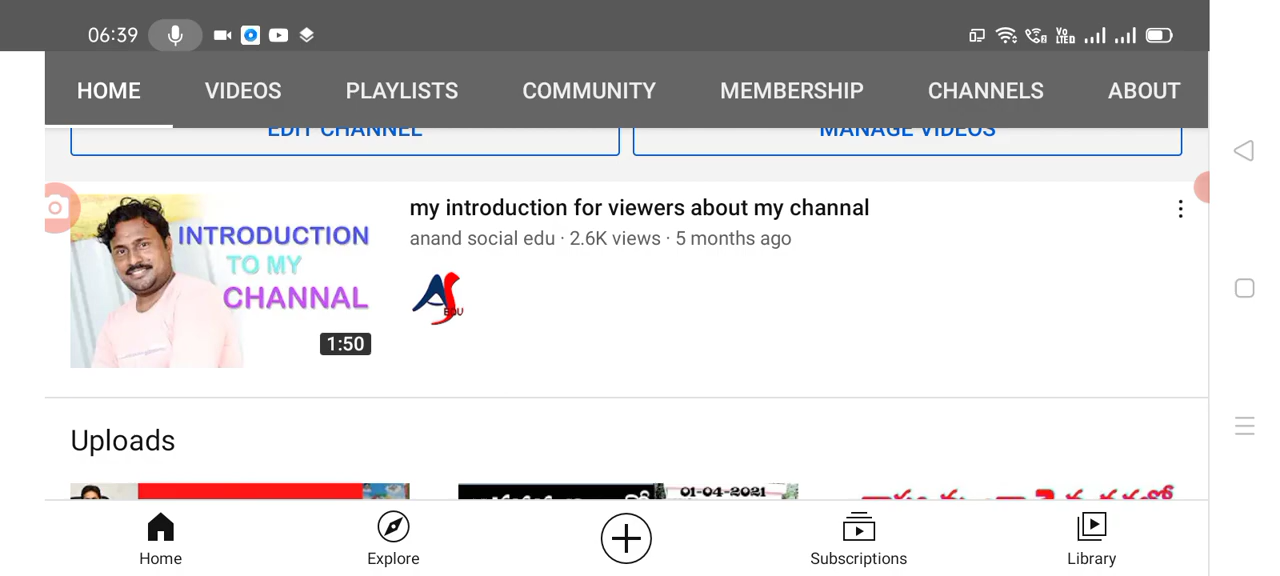 06:39
HOME VIDEOS PLAYLISTS COMMUNITY MEMBERSHIP CHANNELS ABOUT
EDIT CHANNEL MANAGE VIDEOS
INTRODUCTION
TO MY
CHANNAL
1:50
my introduction for viewers about my channal
anand social edu · 2.6K views · 5 months ago
AS
EDU
Uploads
01-04-2021
Home Explore Subscriptions Library